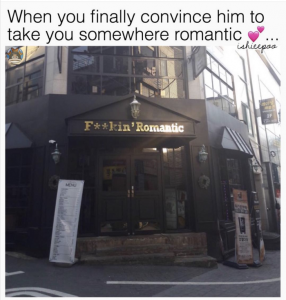 When you finally convince him to
take you somewhere romantic 💕...
ishiepoo
F**kin' Romantic